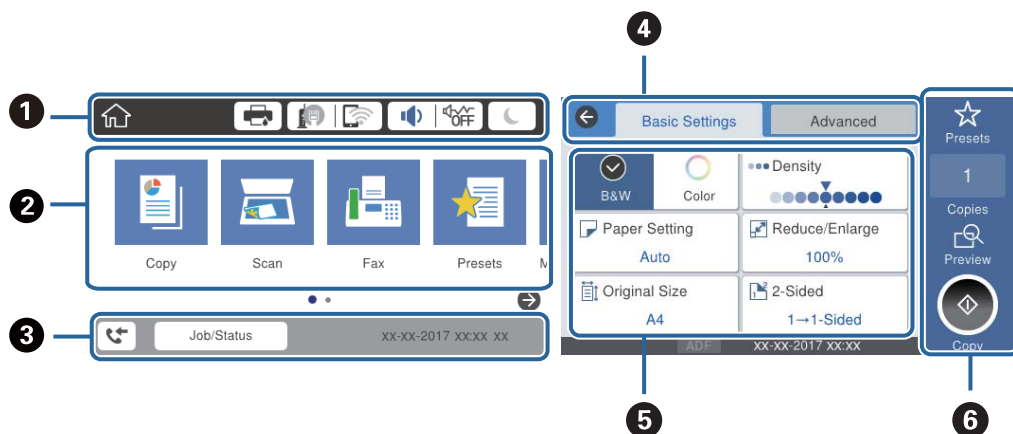 1
OFF
2
Copy
Scan
Fax
Presets
3
Job/Status
xx-xx-2017 xx:xx xx
4
Basic Settings
Advanced
B&W
Color
Density
Paper Setting
Auto
Reduce/Enlarge
100%
Original Size
A4
2-Sided
1→1-Sided
ADF
xx-xx-2017 xx:xx
5
Presets
1
Copies
Preview
Copy
6